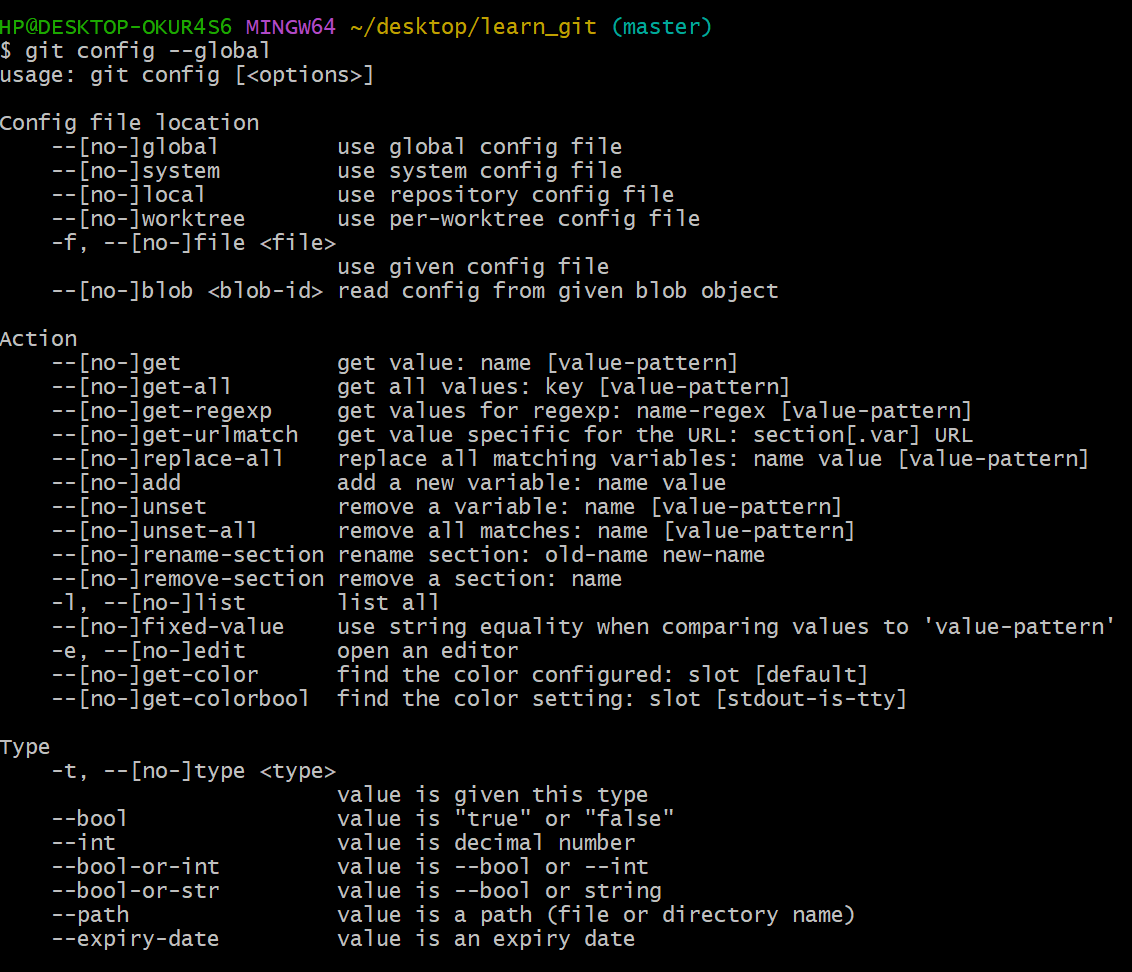 HP@DESKTOP-OKUR4S6 MINGW64 ~/desktop/learn_git (master)
$ git config --global
usage: git config [<options>]

Config file location
    --[no-]global         use global config file
    --[no-]system         use system config file
    --[no-]local          use repository config file
    --[no-]worktree       use per-worktree config file
    -f, --[no-]file <file>
                          use given config file
    --[no-]blob <blob-id> read config from given blob object

Action
    --[no-]get            get value: name [value-pattern]
    --[no-]get-all        get all values: key [value-pattern]
    --[no-]get-regexp     get values for regexp: name-regex [value-pattern]
    --[no-]get-urlmatch   get value specific for the URL: section[.var] URL
    --[no-]replace-all    replace all matching variables: name value [value-pattern]
    --[no-]add            add a new variable: name value
    --[no-]unset          remove a variable: name [value-pattern]
    --[no-]unset-all      remove all matches: name [value-pattern]
    --[no-]rename-section rename section: old-name new-name
    --[no-]remove-section remove a section: name
    -l, --[no-]list       list all
    --[no-]fixed-value    use string equality when comparing values to 'value-pattern'
    -e, --[no-]edit       open an editor
    --[no-]get-color      find the color configured: slot [default]
    --[no-]get-colorbool  find the color setting: slot [stdout-is-tty]

Type
    -t, --[no-]type <type>
                          value is given this type
    --bool                value is "true" or "false"
    --int                 value is decimal number
    --bool-or-int         value is --bool or --int
    --bool-or-str         value is --bool or string
    --path                value is a path (file or directory name)
    --expiry-date         value is an expiry date